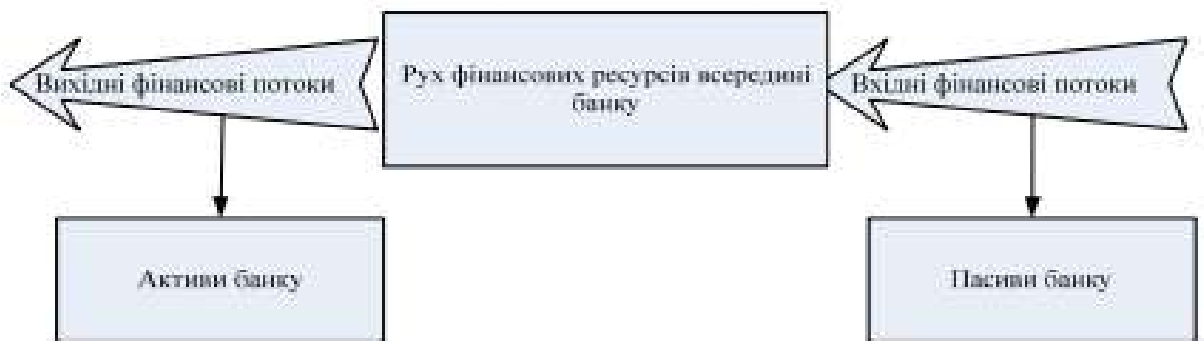 Вихідні фінансові потоки
Рух фінансових ресурсів всередині
банку
Вхідні фінансові потоки
Активи банку
Пасиви банку